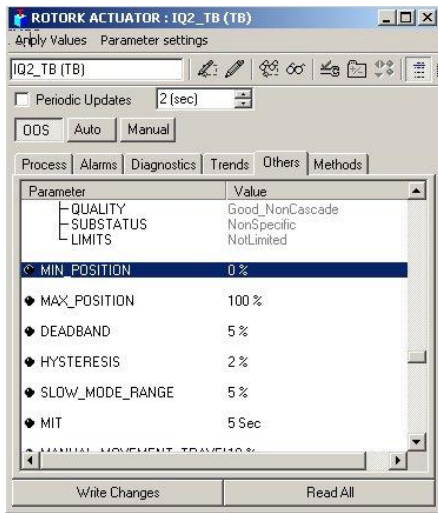 ROTORK ACTUATOR : IQ2_TB (TB)
Apply Values Parameter settings
IQ2_TB (TB)
Periodic Updates 2 (sec)
OOS Auto Manual
Process Alarms Diagnostics Trends Others Methods
Parameter Value
QUALITY Good_NonCascade
SUBSTATUS NonSpecific
LIMITS NotLimited
MIN_POSITION 0 %
MAX_POSITION 100 %
DEADBAND 5 %
HYSTERESIS 2 %
SLOW_MODE_RANGE 5 %
MIT 5 Sec
MANUAL_MOVEMENT_TRAVEL 10 %
Write Changes Read All